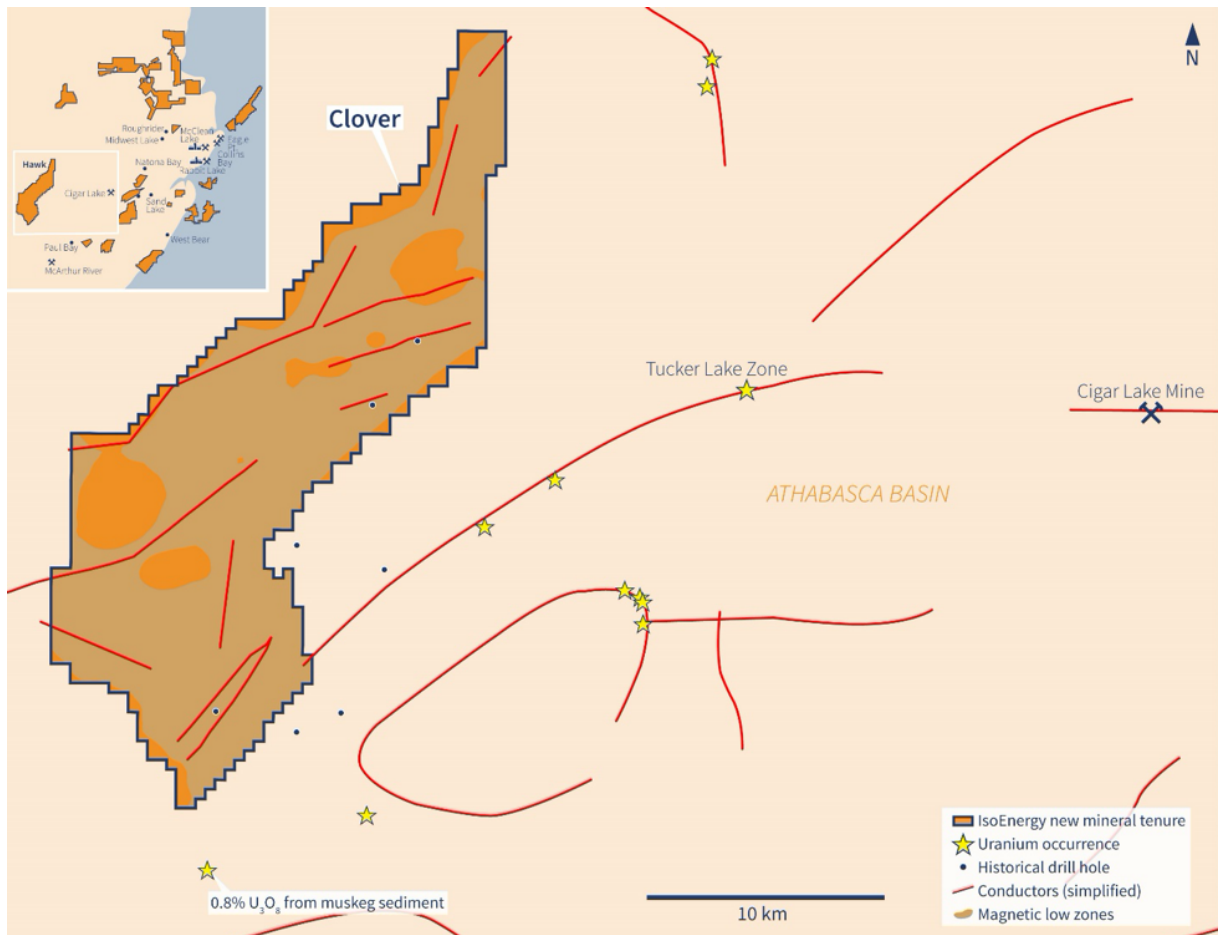 N
Clover
Roughrider
McClean
Lake
Midwest Lake
Collins
Bay
Rabbit Lake
Natona Bay
Hawk
Cigar Lake
Sand
Lake
West Bear
Paul Bay
McArthur River
Tucker Lake Zone
Cigar Lake Mine
ATHABASCA BASIN
0.8% U₃O₈ from muskeg sediment
10 km
IsoEnergy new mineral tenure
Uranium occurrence
Historical drill hole
Conductors (simplified)
Magnetic low zones